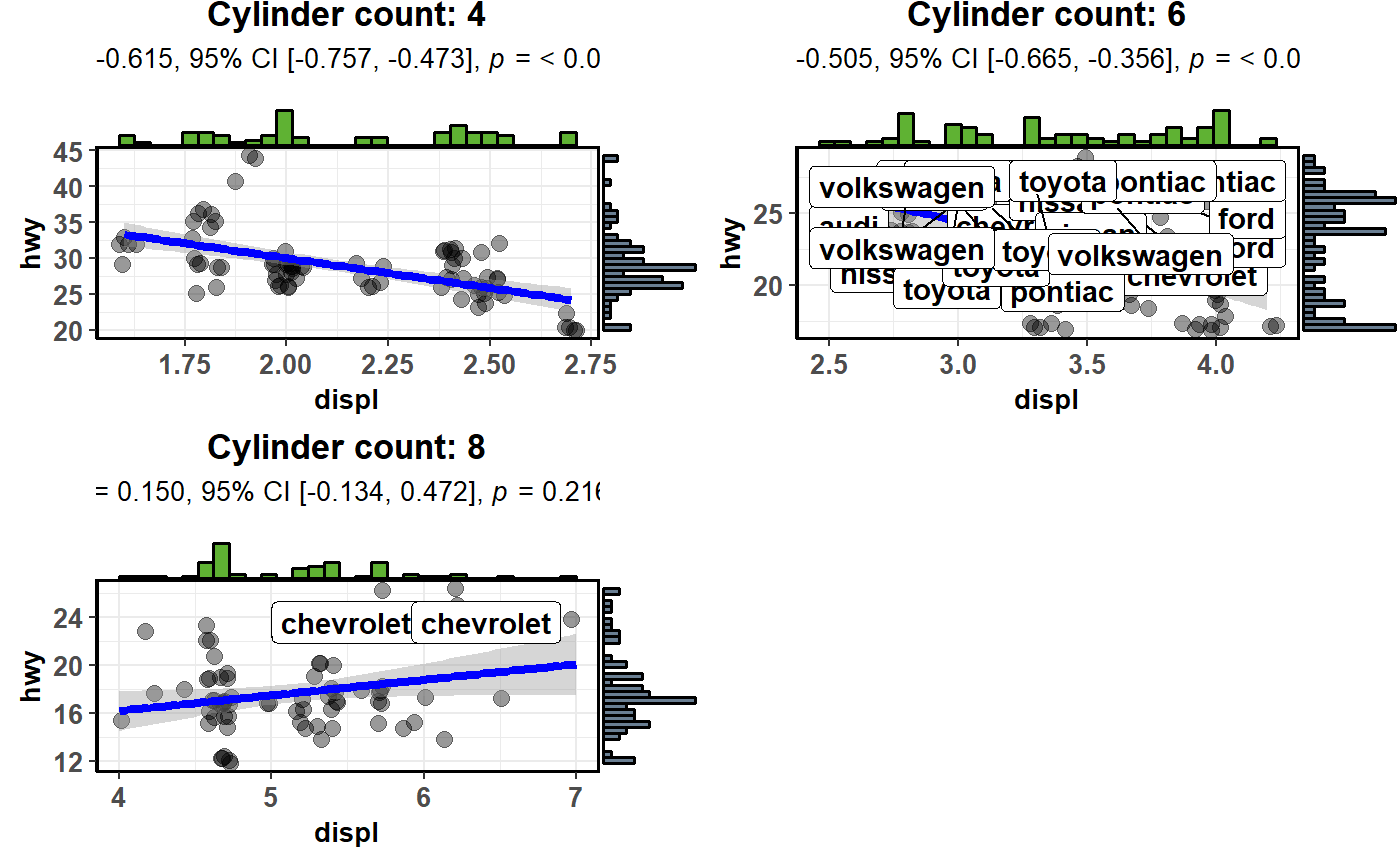 Cylinder count: 4
-0.615, 95% CI [-0.757, -0.473], p = < 0.0
45
40
35
30
25
20
hwy
1.75 2.00 2.25 2.50 2.75
displ
Cylinder count: 6
-0.505, 95% CI [-0.665, -0.356], p = < 0.0
25
20
hwy
volkswagen toyota pontiac ntiac
audi ford
volkswagen volkswagen
toyota chevrolet
toyota pontiac
2.5 3.0 3.5 4.0
displ
Cylinder count: 8
= 0.150, 95% CI [-0.134, 0.472], p = 0.216
24
20
16
12
hwy
chevrolet chevrolet
4 5 6 7
displ